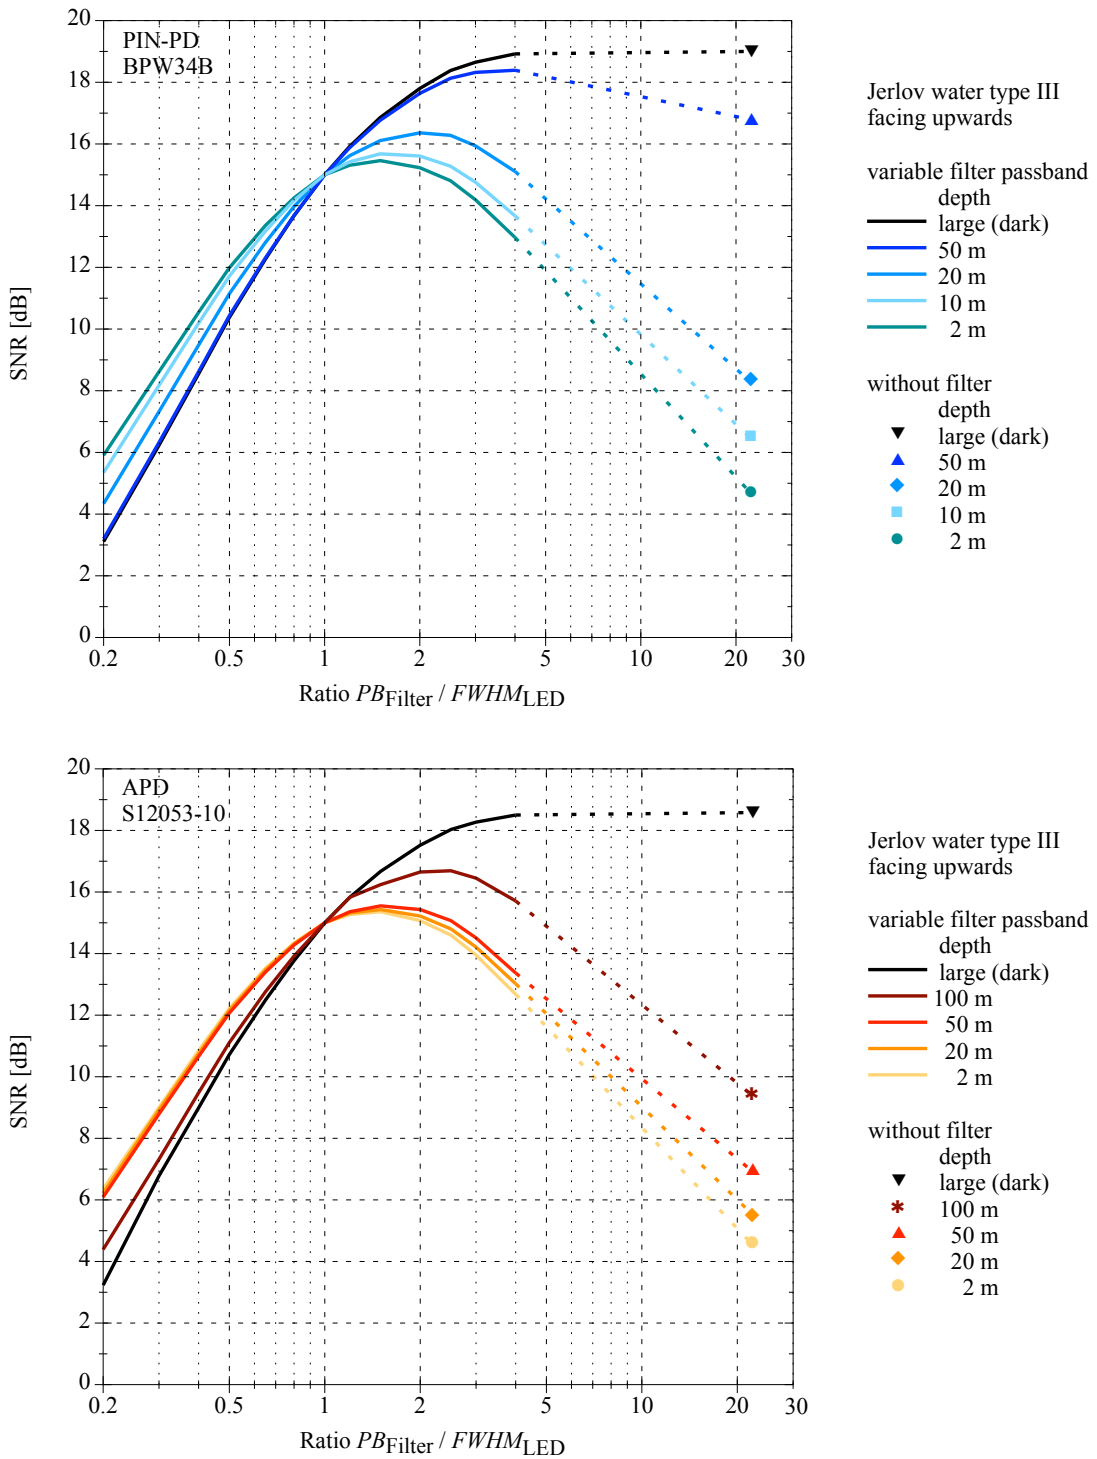 20
18
16
14
12
10
8
6
4
2
0
SNR [dB]
PIN-PD
BPW34B
0.2 0.5 1 2 5 10 20 30
Ratio PBFilter / FWHMLED
Jerlov water type III
facing upwards
variable filter passband
depth
large (dark)
50 m
20 m
10 m
2 m
without filter
depth
large (dark)
50 m
20 m
10 m
2 m
20
18
16
14
12
10
8
6
4
2
0
SNR [dB]
APD
S12053-10
0.2 0.5 1 2 5 10 20 30
Ratio PBFilter / FWHMLED
Jerlov water type III
facing upwards
variable filter passband
depth
large (dark)
100 m
50 m
20 m
2 m
without filter
depth
large (dark)
100 m
50 m
20 m
2 m